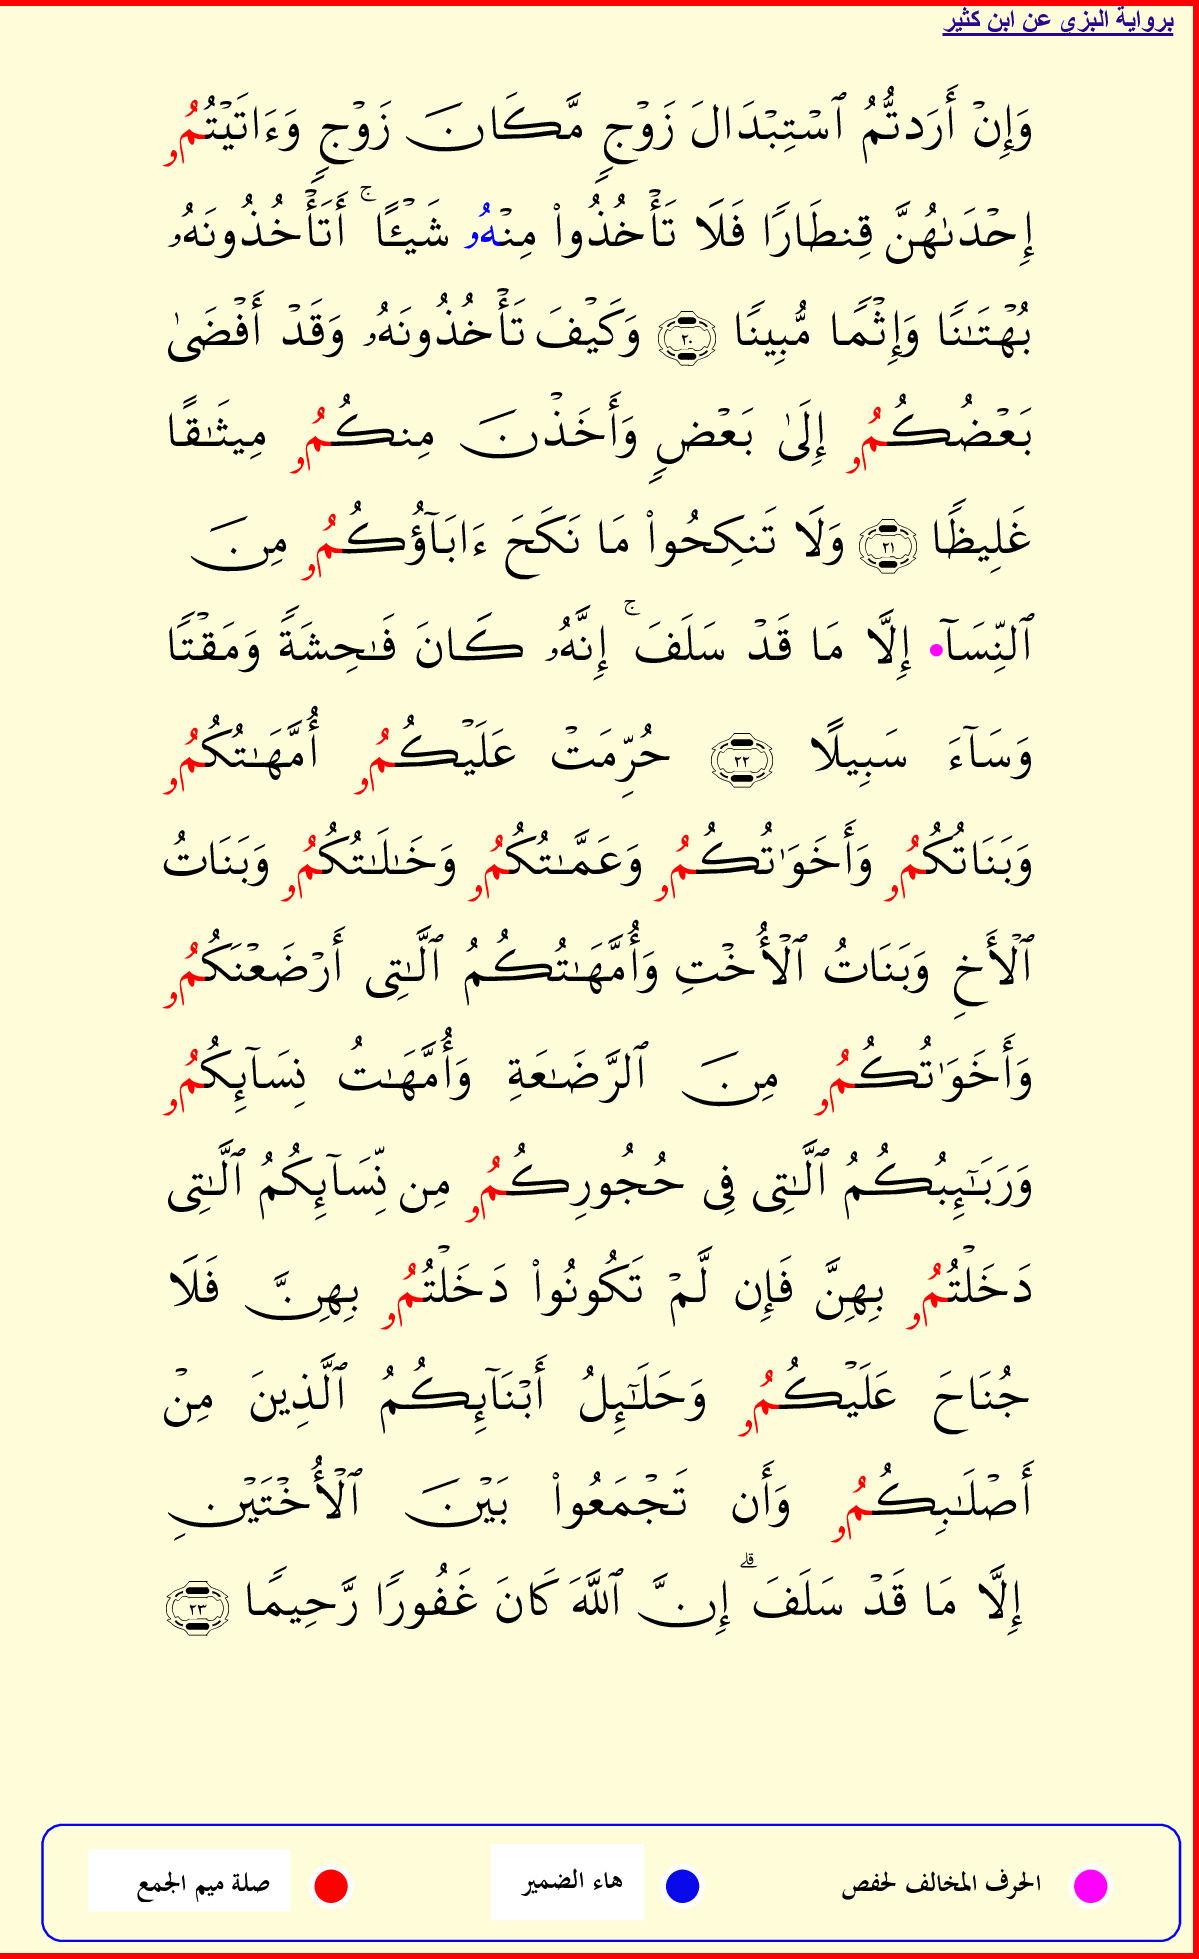 برواية البزي عن ابن كثير
وَإِنْ أَرَدتُّمُ ٱسْتِبْدَالَ زَوْجٍ مَّكَانَ زَوْجٍ وَءَاتَيْتُمُۥ
إِحْدَىٰهُنَّ قِنطَارًا فَلَا تَأْخُذُوا۟ مِنْهُۥ شَيْـًٔا ۚ أَتَأْخُذُونَهُۥ
بُهْتَـٰنًا وَإِثْمًا مُّبِينًا ٢٠ وَكَيْفَ تَأْخُذُونَهُۥ وَقَدْ أَفْضَىٰ
بَعْضُكُمُۥ إِلَىٰ بَعْضٍ وَأَخَذْنَ مِنكُمُۥ مِيثَـٰقًا
غَلِيظًا ٢١ وَلَا تَنكِحُوا۟ مَا نَكَحَ ءَابَآؤُكُمُۥ مِنَ
ٱلنِّسَآ• إِلَّا مَا قَدْ سَلَفَ ۚ إِنَّهُۥ كَانَ فَـٰحِشَةً وَمَقْتًا
وَسَآءَ سَبِيلًا ٢٢ حُرِّمَتْ عَلَيْكُمُۥ أُمَّهَـٰتُكُمُۥ
وَبَنَاتُكُمُۥ وَأَخَوَٰتُكُمُۥ وَعَمَّـٰتُكُمُۥ وَخَـٰلَـٰتُكُمُۥ وَبَنَاتُ
ٱلْأَخِ وَبَنَاتُ ٱلْأُخْتِ وَأُمَّهَـٰتُكُمُ ٱلَّـٰتِى أَرْضَعْنَكُمُۥ
وَأَخَوَٰتُكُمُۥ مِنَ ٱلرَّضَـٰعَةِ وَأُمَّهَـٰتُ نِسَآئِكُمُۥ
وَرَبَـٰٓئِبُكُمُ ٱلَّـٰتِى فِى حُجُورِكُمُۥ مِن نِّسَآئِكُمُ ٱلَّـٰتِى
دَخَلْتُمُۥ بِهِنَّ فَإِن لَّمْ تَكُونُوا۟ دَخَلْتُمُۥ بِهِنَّ فَلَا
جُنَاحَ عَلَيْكُمُۥ وَحَلَـٰٓئِلُ أَبْنَآئِكُمُ ٱلَّذِينَ مِنْ
أَصْلَـٰبِكُمُۥ وَأَن تَجْمَعُوا۟ بَيْنَ ٱلْأُخْتَيْنِ
إِلَّا مَا قَدْ سَلَفَ ۗ إِنَّ ٱللَّهَ كَانَ غَفُورًا رَّحِيمًا ٢٣
الحرف المخالف لحفص هاء الضمير صلة ميم الجمع